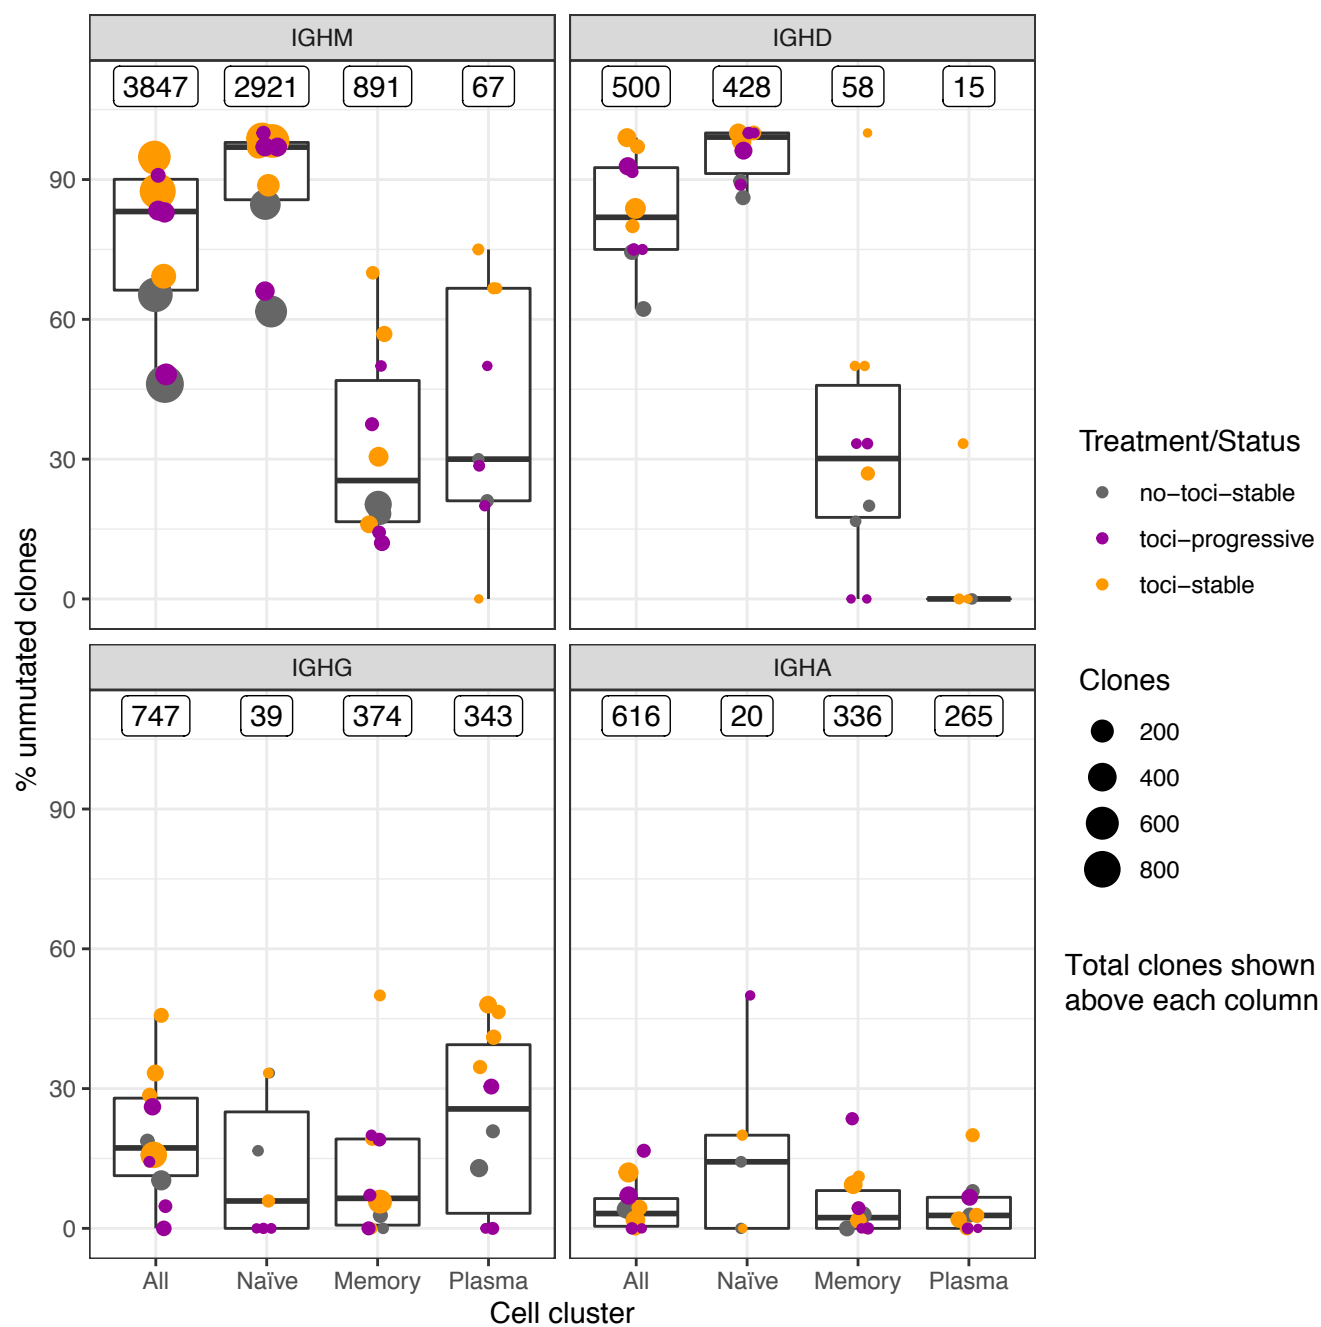 IGHM
IGHD
3847 2921 891 67
500 428 58 15
90
60
30
0
IGHG
IGHA
747 39 374 343
616 20 336 265
90
60
30
0
All Naïve Memory Plasma
All Naïve Memory Plasma
Cell cluster
% unmutated clones
Treatment/Status
no−toci−stable
toci−progressive
toci−stable
Clones
200
400
600
800
Total clones shown
above each column